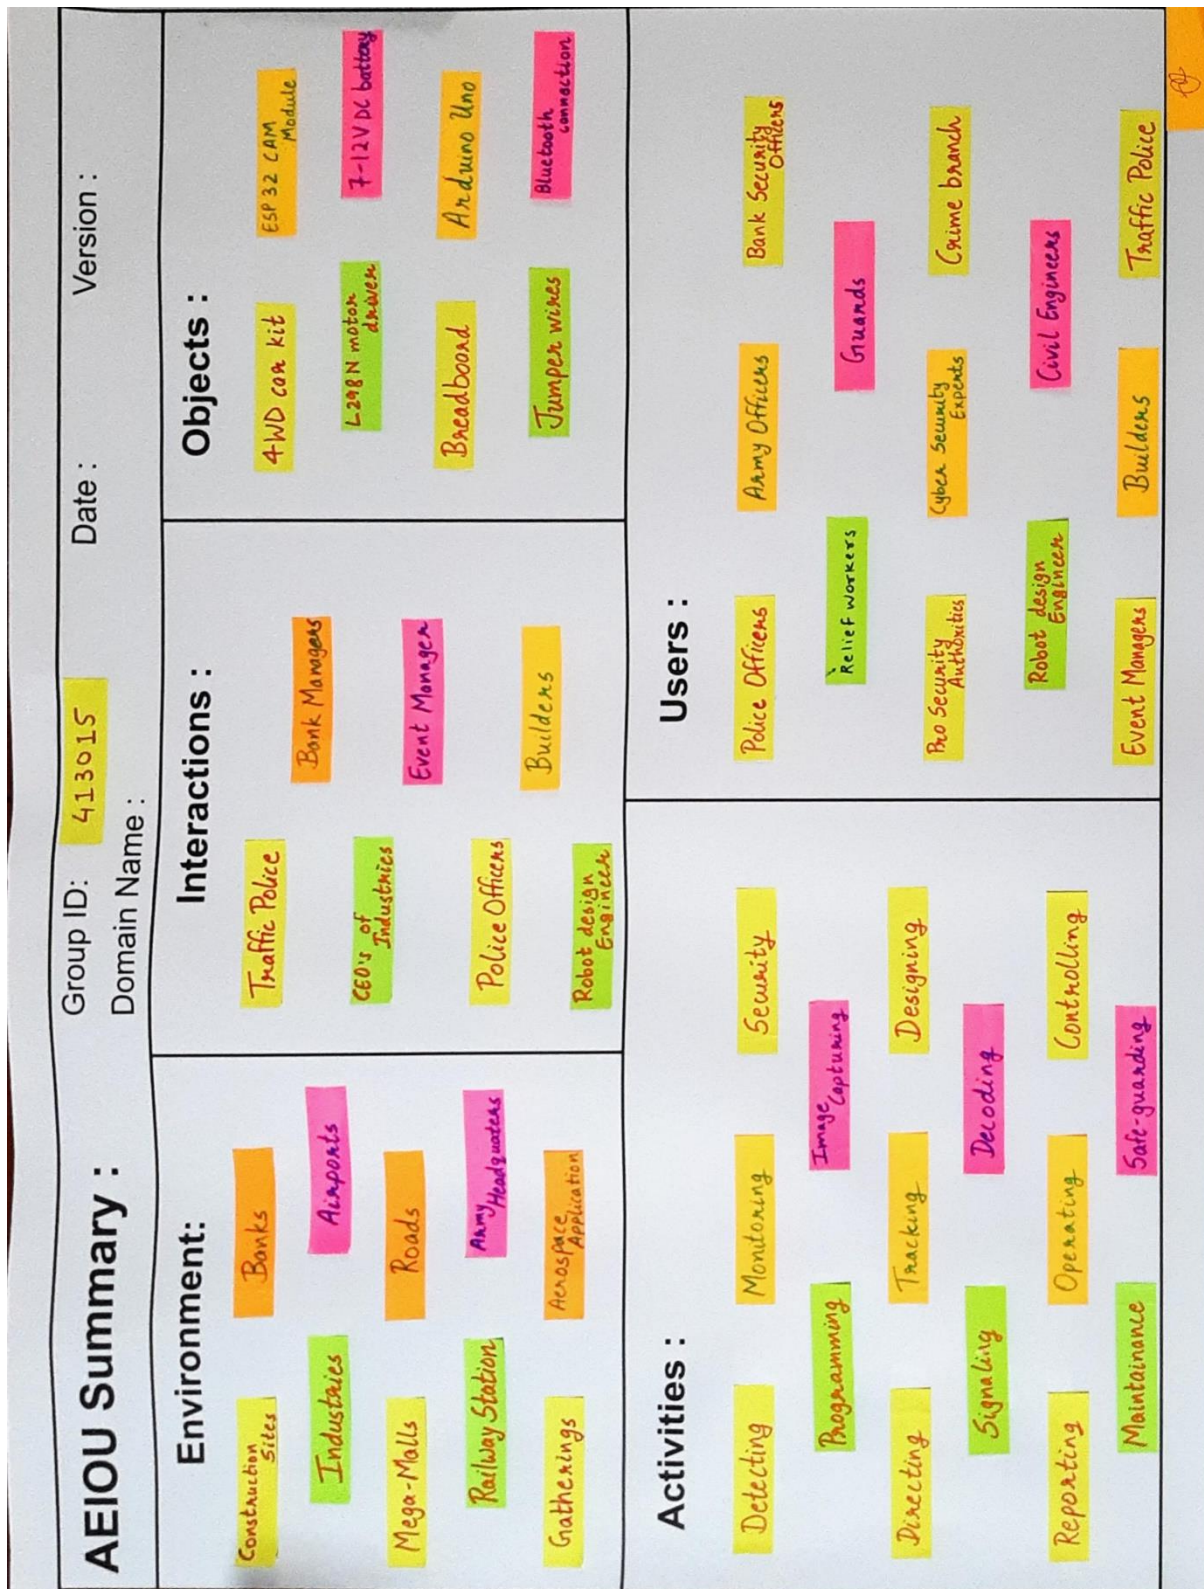 AEIOU Summary :
Group ID: 413015
Date :
Version :
Domain Name :
Environment:
Construction
Sites
Banks
Industries
Airports
Mega-Malls
Roads
Railway Station
Army
Headquaters
Gatherings
Aerospace
Application
Interactions :
Traffic Police
Bank Managers
CEO's of
Industries
Event Manager
Police Officers
Builders
Robot design
Engineer
Objects :
4WD car kit
ESP 32 CAM
Module
L298N motor
driver
7-12V DC battery
Breadboard
Arduino Uno
Jumper wires
Bluetooth
connection
Activities :
Detecting
Monitoring
Security
Programming
Image
Capturing
Directing
Tracking
Designing
Signaling
Decoding
Reporting
Operating
Controlling
Maintainance
Safe-guarding
Users :
Police Officers
Army Officers
Bank Security
Officers
Relief workers
Guards
Pro Security
Authorities
Cyber Security
Experts
Crime branch
Robot design
Engineer
Civil Engineers
Event Managers
Builders
Traffic Police